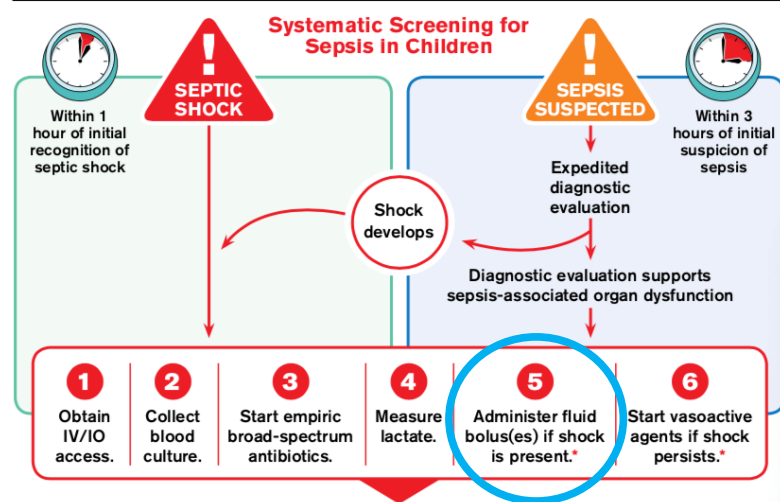 Systematic Screening for
Sepsis in Children
!
SEPTIC
SHOCK
!
SEPSIS
SUSPECTED
Within 1
hour of initial
recognition of
septic shock
Within 3
hours of initial
suspicion of
sepsis
Expedited
diagnostic
evaluation
Shock
develops
Diagnostic evaluation supports
sepsis-associated organ dysfunction
1
Obtain
IV/IO
access.
2
Collect
blood
culture.
3
Start empiric
broad-spectrum
antibiotics.
4
Measure
lactate.
5
Administer fluid
bolus(es) if shock
is present.*
6
Start vasoactive
agents if shock
persists.*